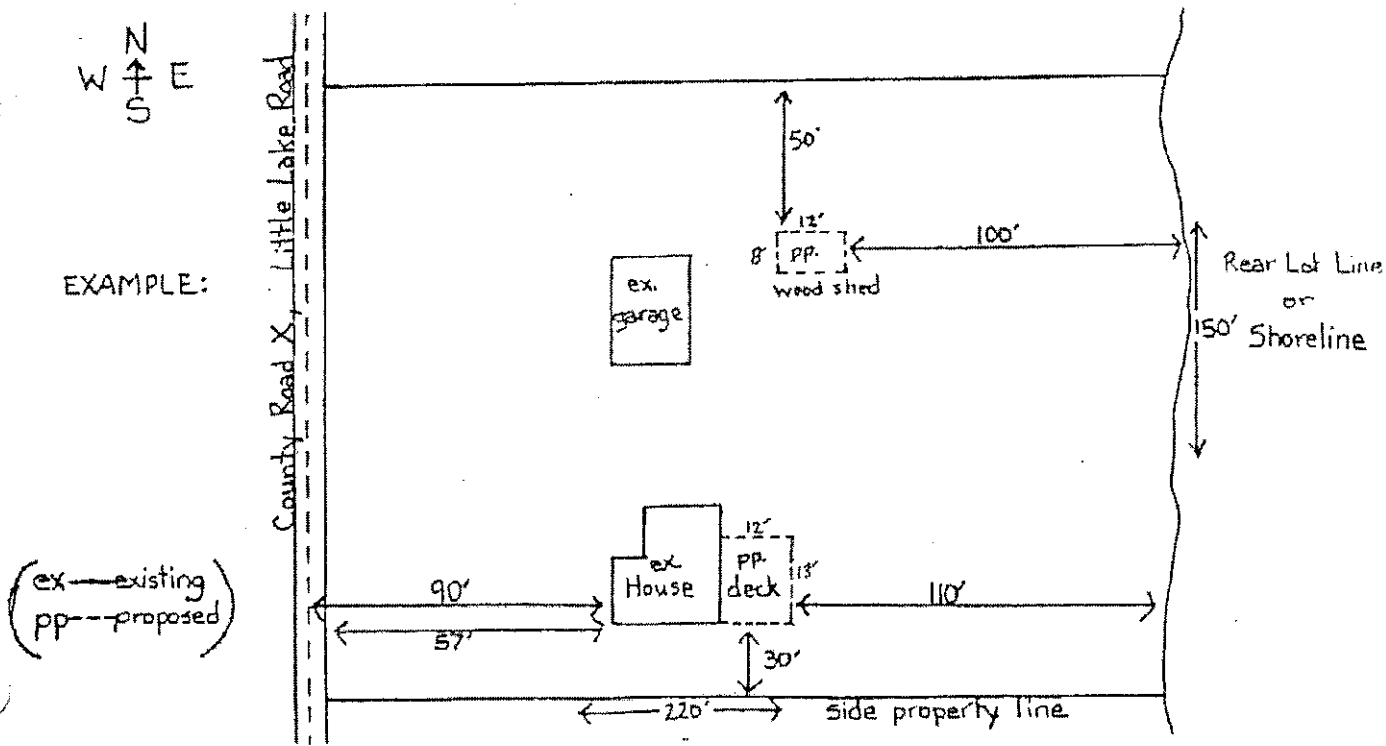 N
W E
S
County Road X, Little Lake Road
50'
12'
8' pp.
wood shed
100'
EXAMPLE:
ex.
garage
Rear Lot Line
or
150' Shoreline
12'
ex
House
pp.
deck
13'
(ex—existing
pp---proposed)
90'
57'
110'
30'
220' side property line